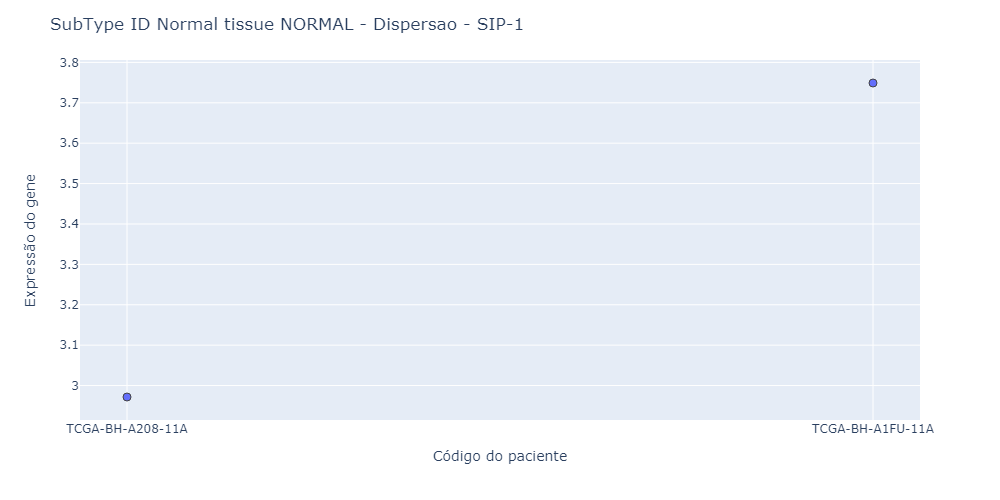 SubType ID Normal tissue NORMAL - Dispersao - SIP-1
Expressão do gene
3.8
3.7
3.6
3.5
3.4
3.3
3.2
3.1
3
TCGA-BH-A208-11A
TCGA-BH-A1FU-11A
Código do paciente